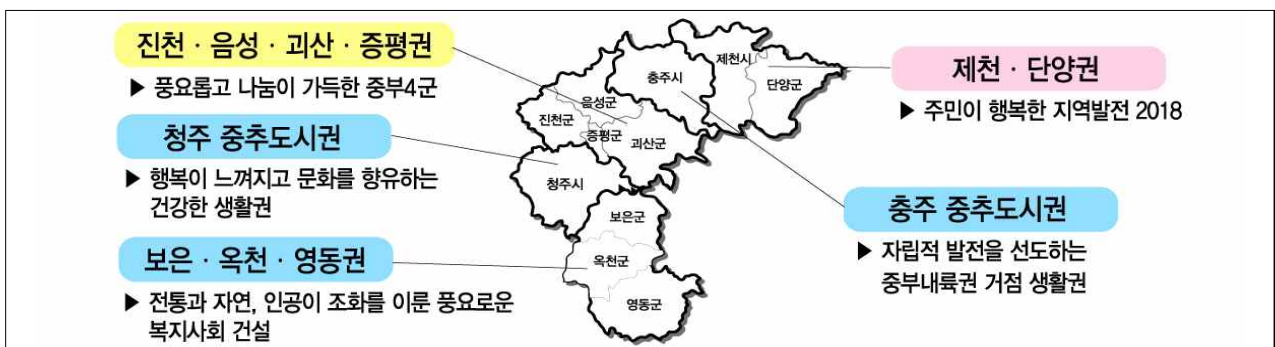 진천 · 음성 · 괴산 · 증평권
▶ 풍요롭고 나눔이 가득한 중부4군
청주 중추도시권
▶ 행복이 느껴지고 문화를 향유하는
건강한 생활권
보은 · 옥천 · 영동권
▶ 전통과 자연, 인공이 조화를 이룬 풍요로운
복지사회 건설
제천시
충주시
단양군
음성군
진천군
증평군
괴산군
청주시
보은군
옥천군
영동군
제천 · 단양권
▶ 주민이 행복한 지역발전 2018
충주 중추도시권
▶ 자립적 발전을 선도하는
중부내륙권 거점 생활권